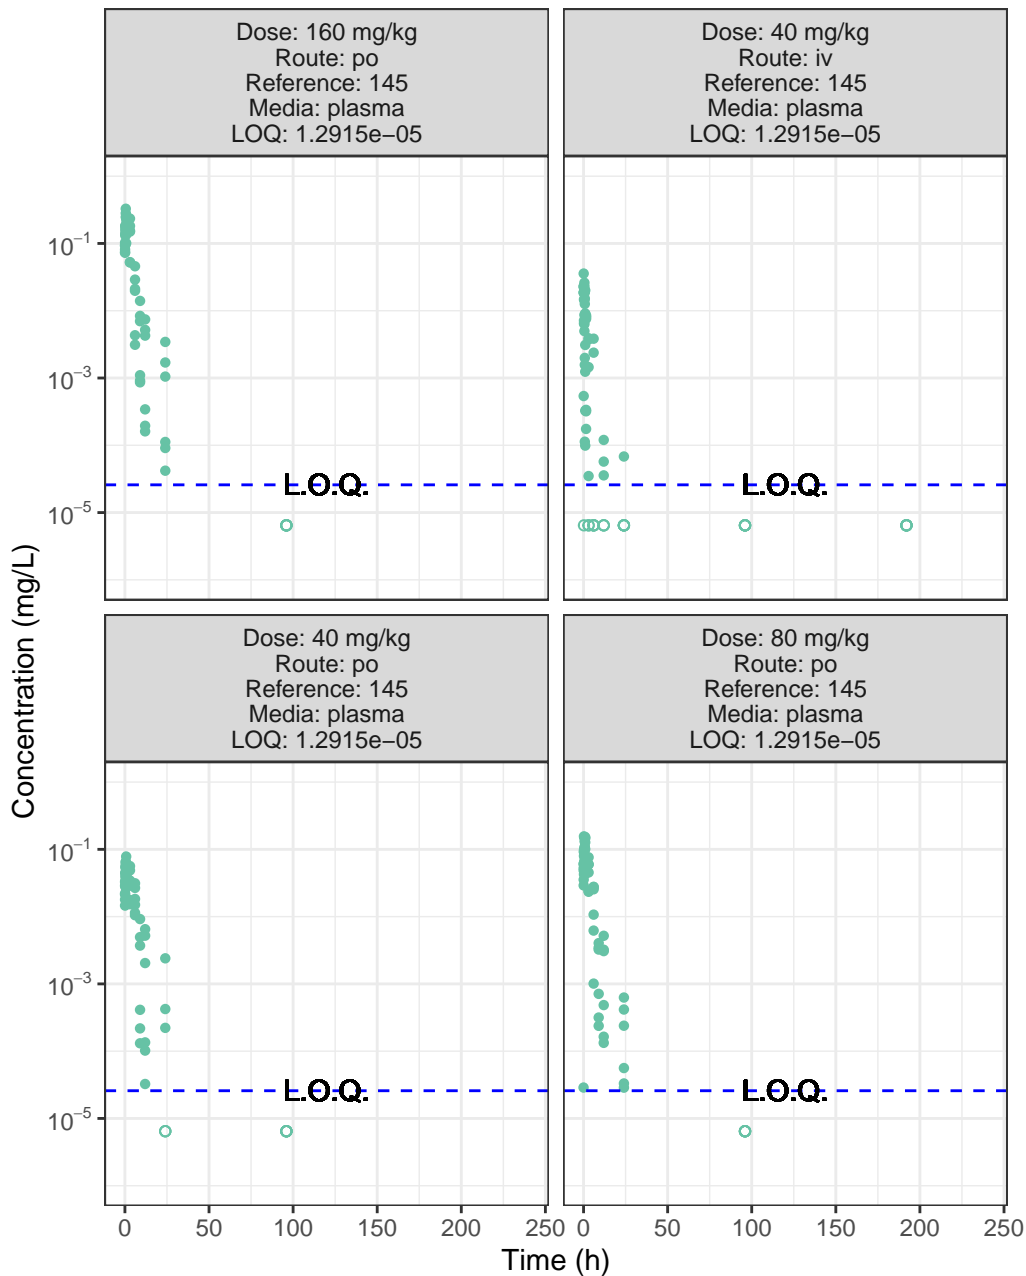 Dose: 160 mg/kg
Route: po
Reference: 145
Media: plasma
LOQ: 1.2915e−05
Dose: 40 mg/kg
Route: iv
Reference: 145
Media: plasma
LOQ: 1.2915e−05
10⁻¹
10⁻³
10⁻⁵
L.O.Q.
L.O.Q.
Dose: 40 mg/kg
Route: po
Reference: 145
Media: plasma
LOQ: 1.2915e−05
Dose: 80 mg/kg
Route: po
Reference: 145
Media: plasma
LOQ: 1.2915e−05
10⁻¹
10⁻³
10⁻⁵
L.O.Q.
L.O.Q.
0 50 100 150 200 250
0 50 100 150 200 250
Time (h)
Concentration (mg/L)